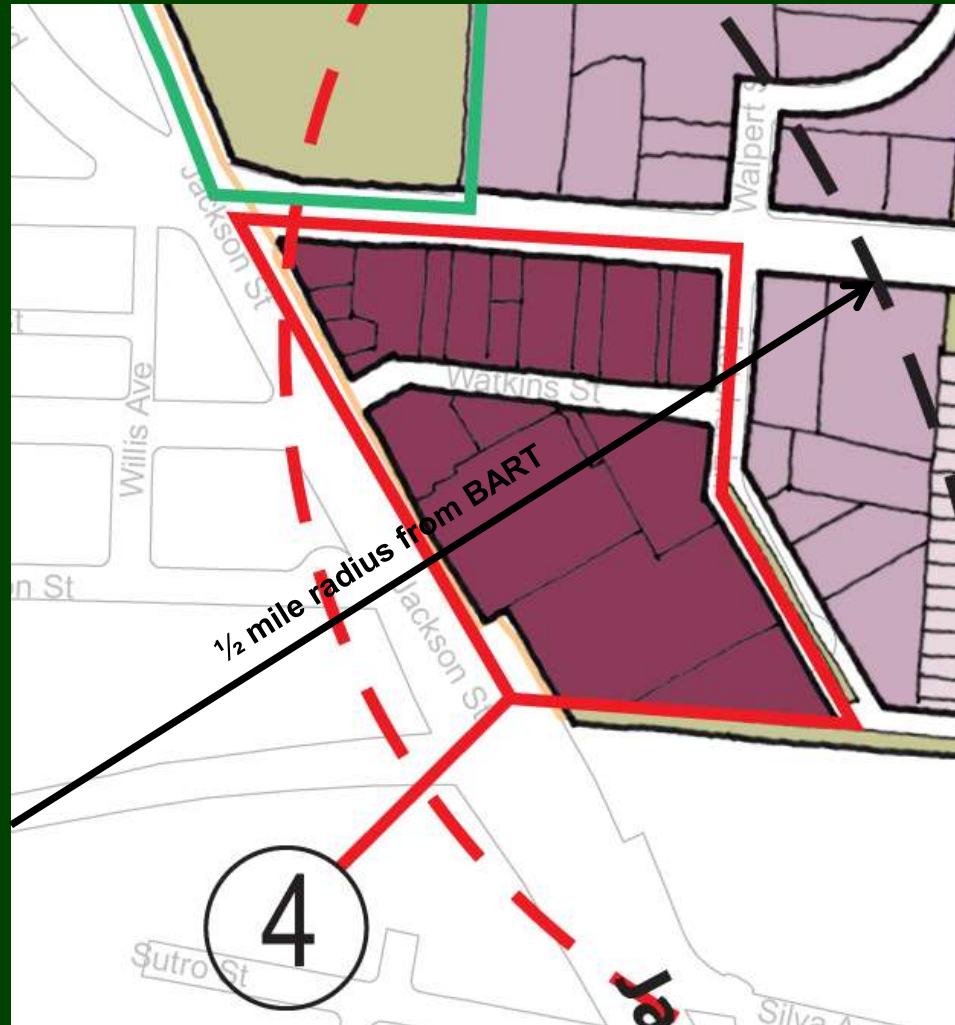 Jackson St
Walpert S
Willis Ave
Watkins St
½ mile radius from BART
n St
Jackson St
4
Sutro St
Silva A